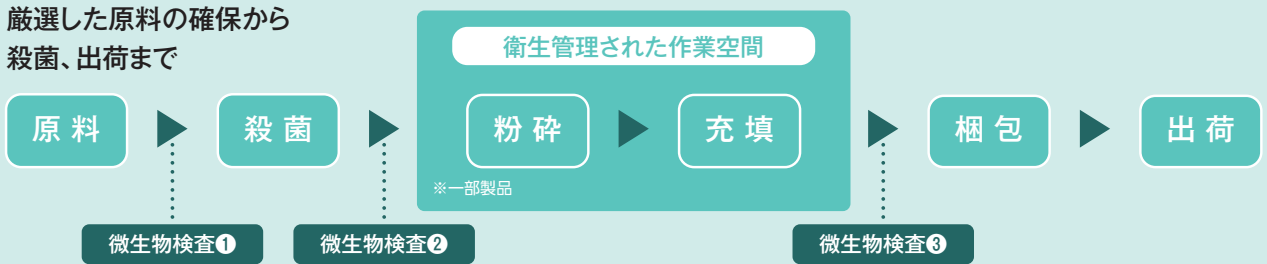 厳選した原料の確保から
殺菌、出荷まで
衛生管理された作業空間
原料
殺菌
粉砕
充填
梱包
出荷
※一部製品
微生物検査❶
微生物検査❷
微生物検査❸